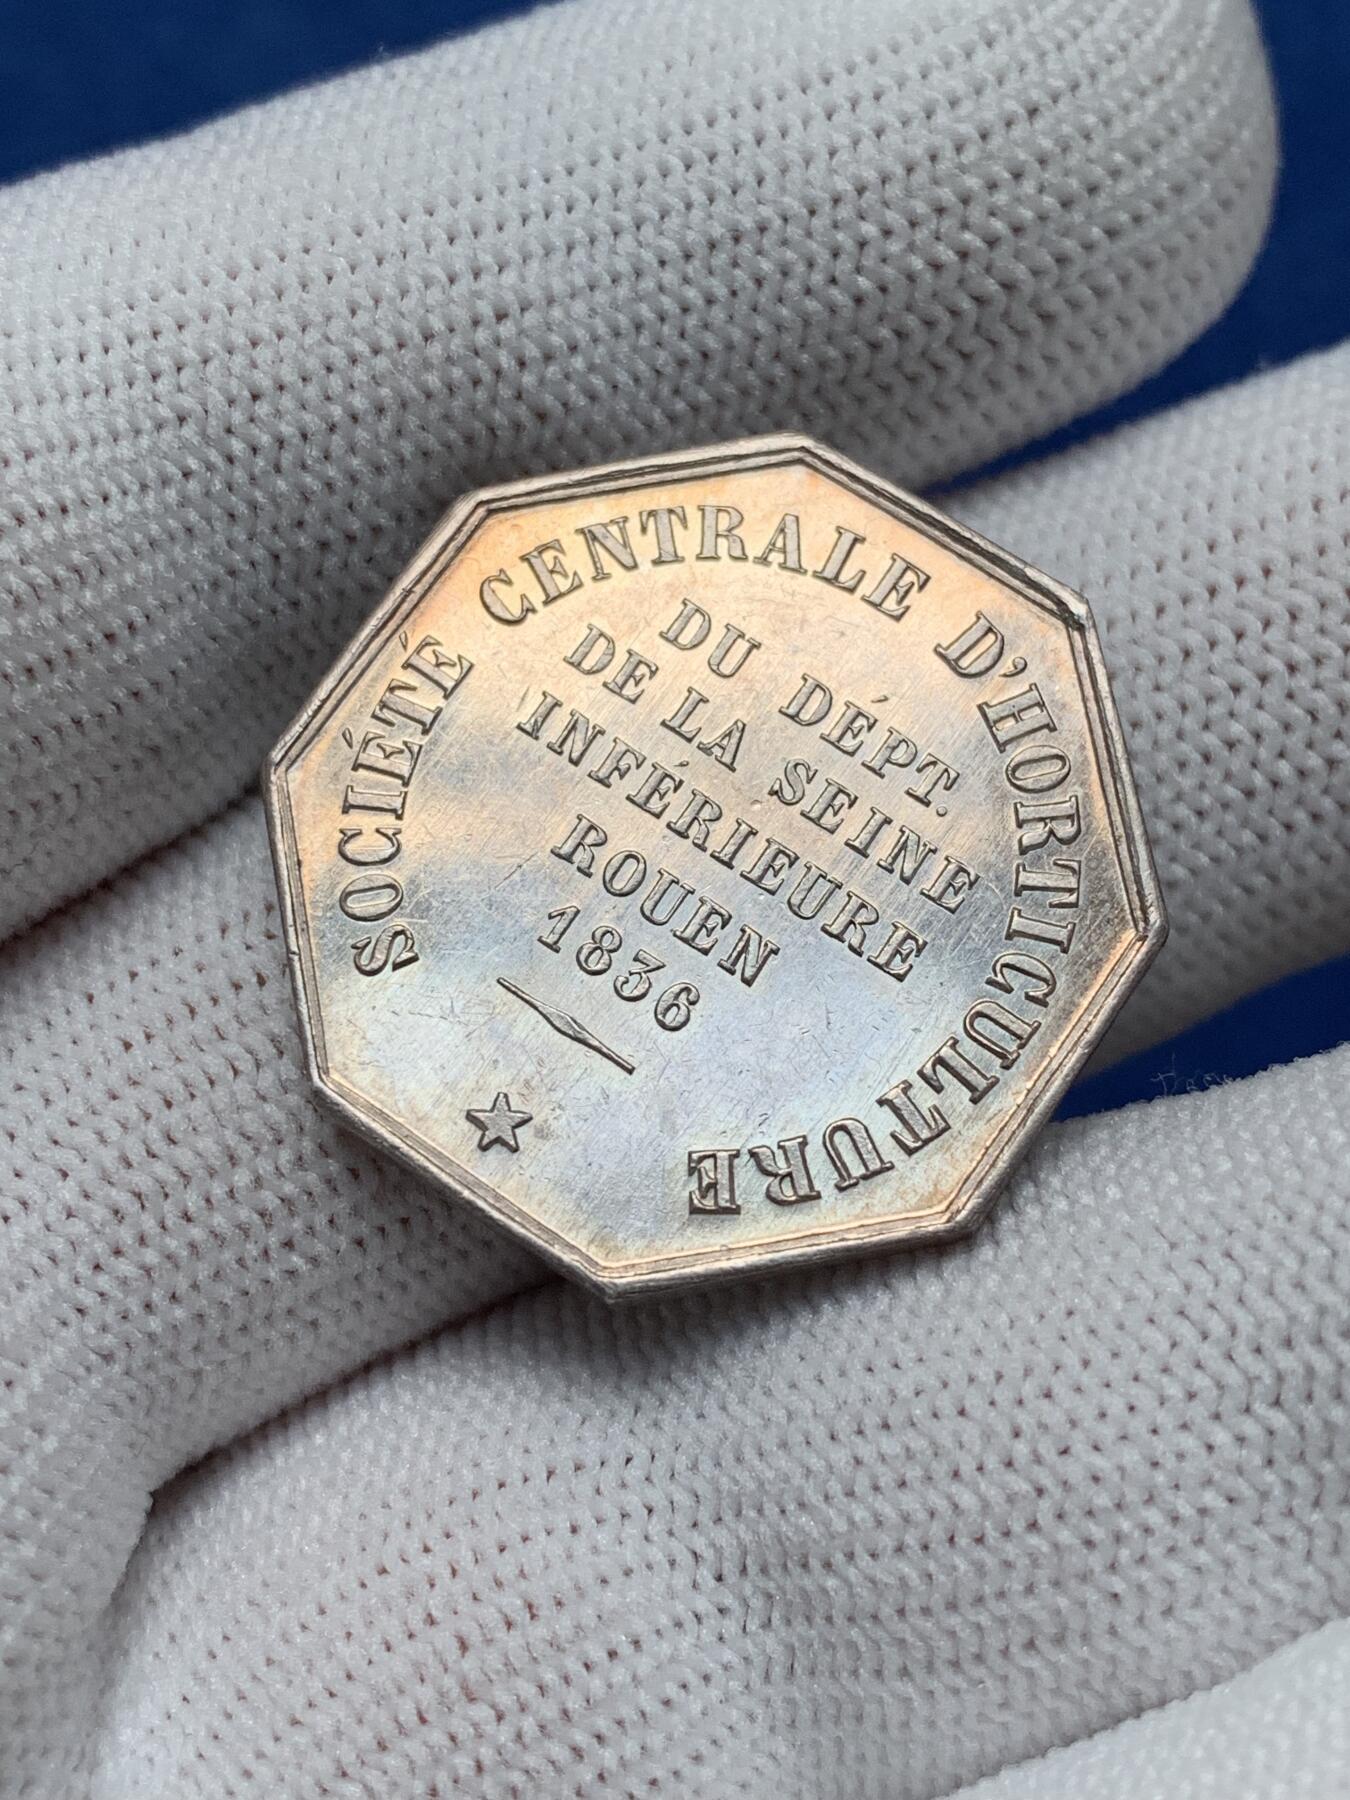 SOCIÉTÉ CENTRALE D'HORTICULTURE
DU DÉPT.
DE LA SEINE
INFÉRIEURE
ROUEN
1836